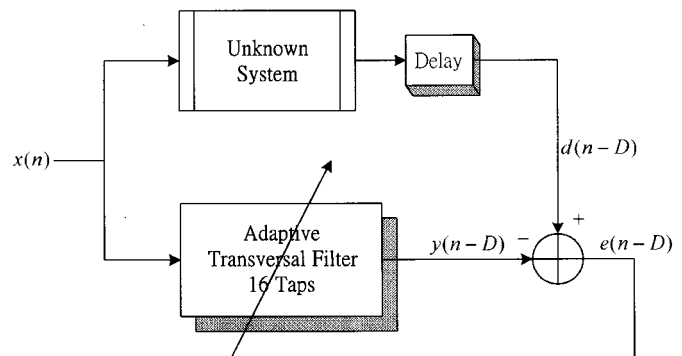 Unknown
System
Delay
x(n)
d(n − D)
Adaptive
Transversal Filter
16 Taps
y(n − D)
−
+
e(n − D)